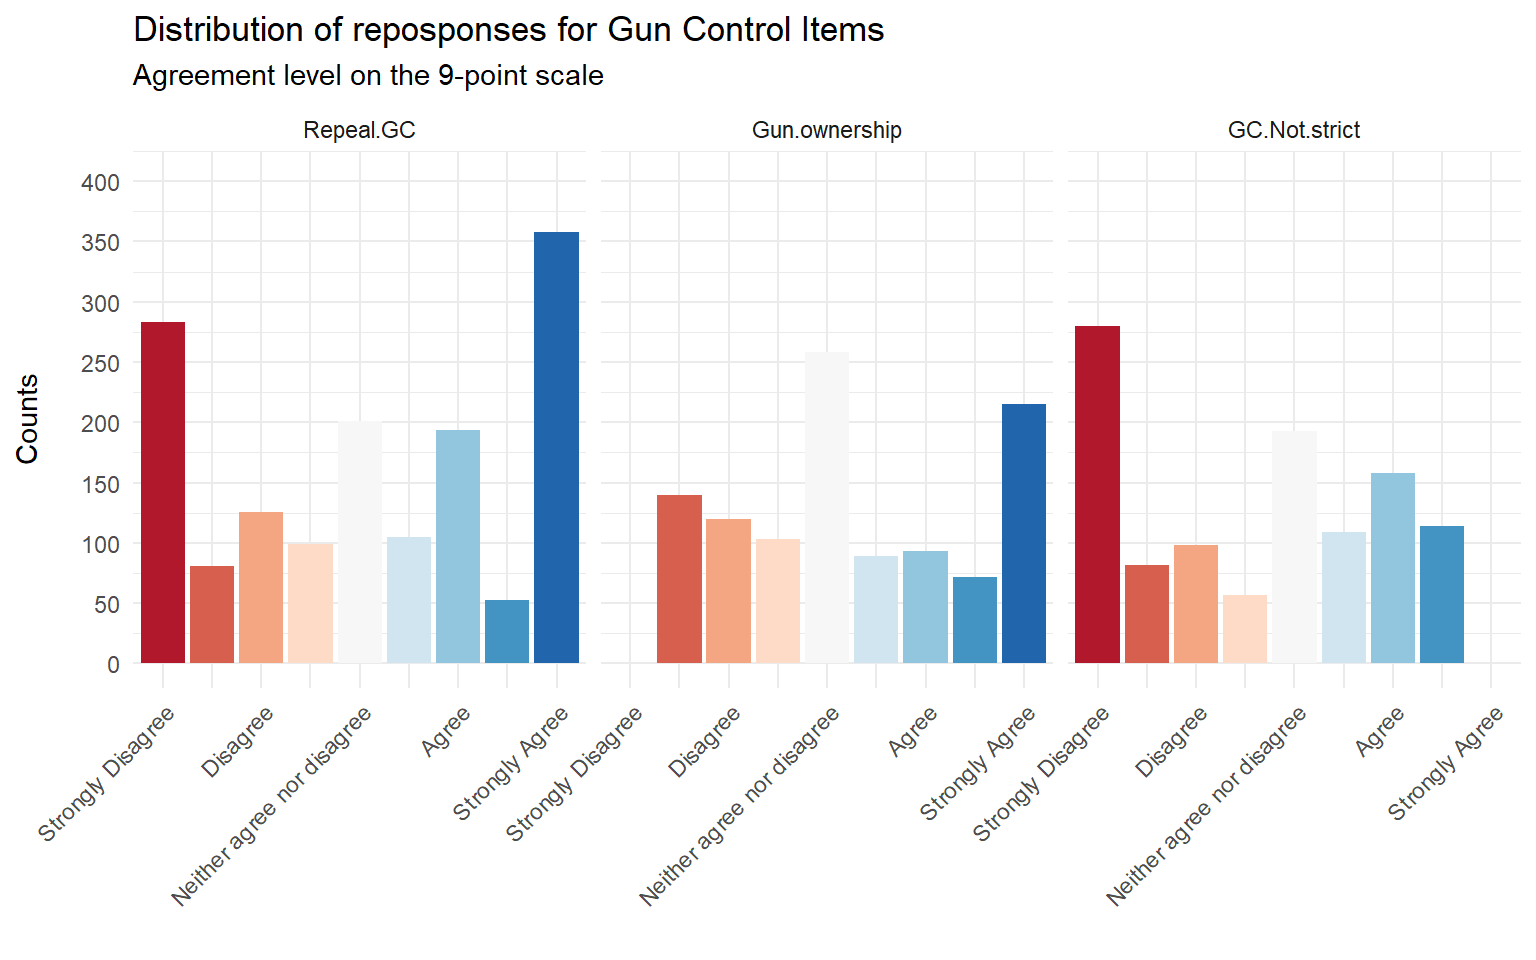 Distribution of reposponses for Gun Control Items
Agreement level on the 9-point scale
Repeal.GC
Gun.ownership
GC.Not.strict
Counts
400
350
300
250
200
150
100
50
0
Strongly Disagree
Disagree
Neither agree nor disagree
Agree
Strongly Agree
Strongly Disagree
Disagree
Neither agree nor disagree
Agree
Strongly Agree
Strongly Disagree
Disagree
Neither agree nor disagree
Agree
Strongly Agree